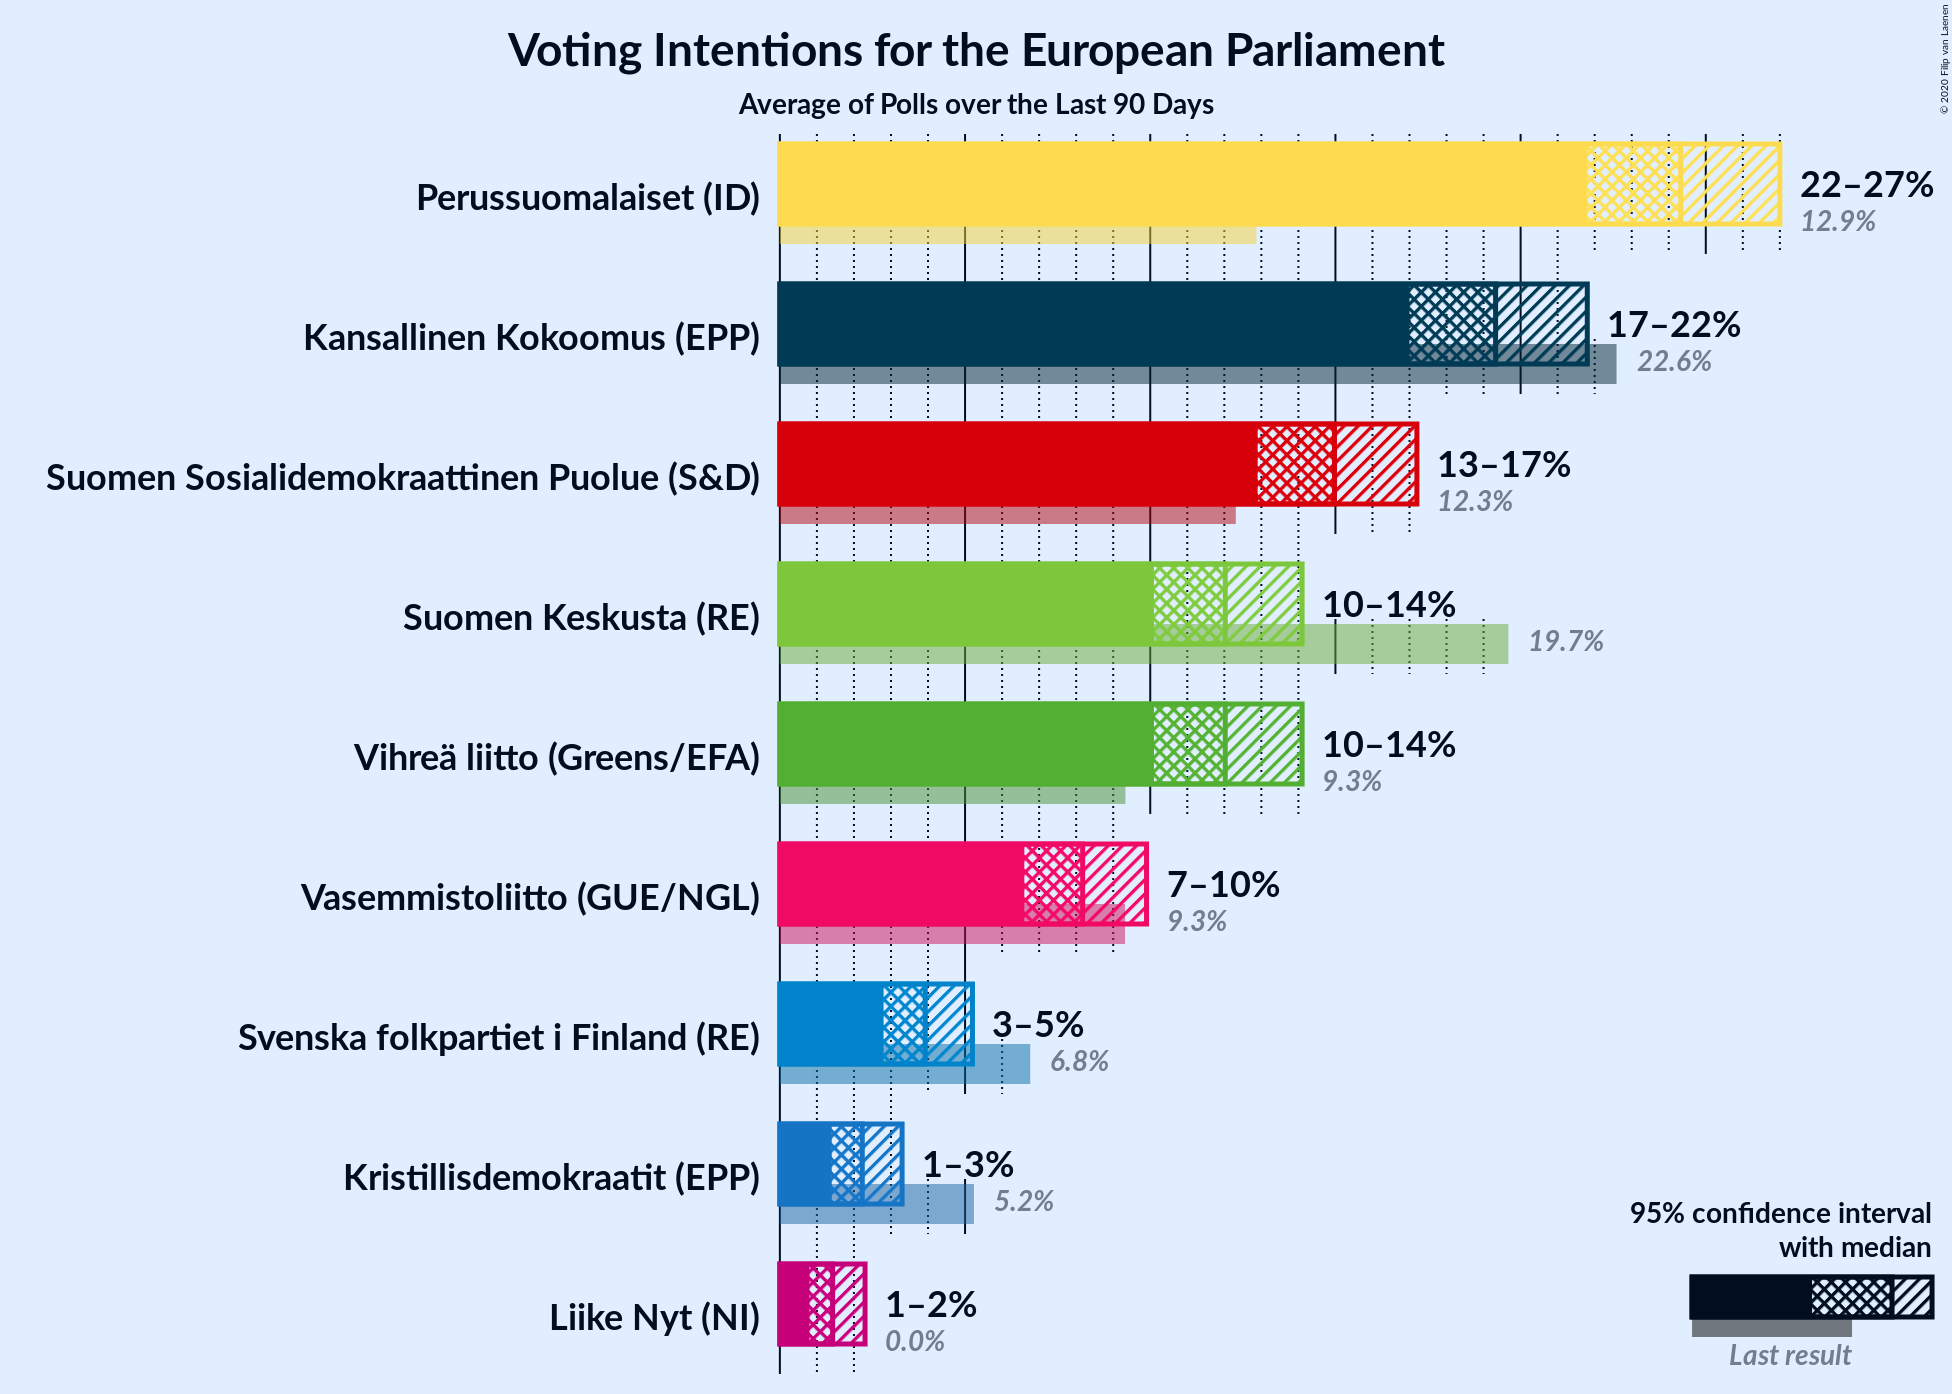 Voting Intentions for the European Parliament
Average of Polls over the Last 90 Days
© 2020 Filip van Laenen
Perussuomalaiset (ID)
22–27%
12.9%
Kansallinen Kokoomus (EPP)
17–22%
22.6%
Suomen Sosialidemokraattinen Puolue (S&D)
13–17%
12.3%
Suomen Keskusta (RE)
10–14%
19.7%
Vihreä liitto (Greens/EFA)
10–14%
9.3%
Vasemmistoliitto (GUE/NGL)
7–10%
9.3%
Svenska folkpartiet i Finland (RE)
3–5%
6.8%
Kristillisdemokraatit (EPP)
1–3%
5.2%
Liike Nyt (NI)
1–2%
0.0%
95% confidence interval
with median
Last result